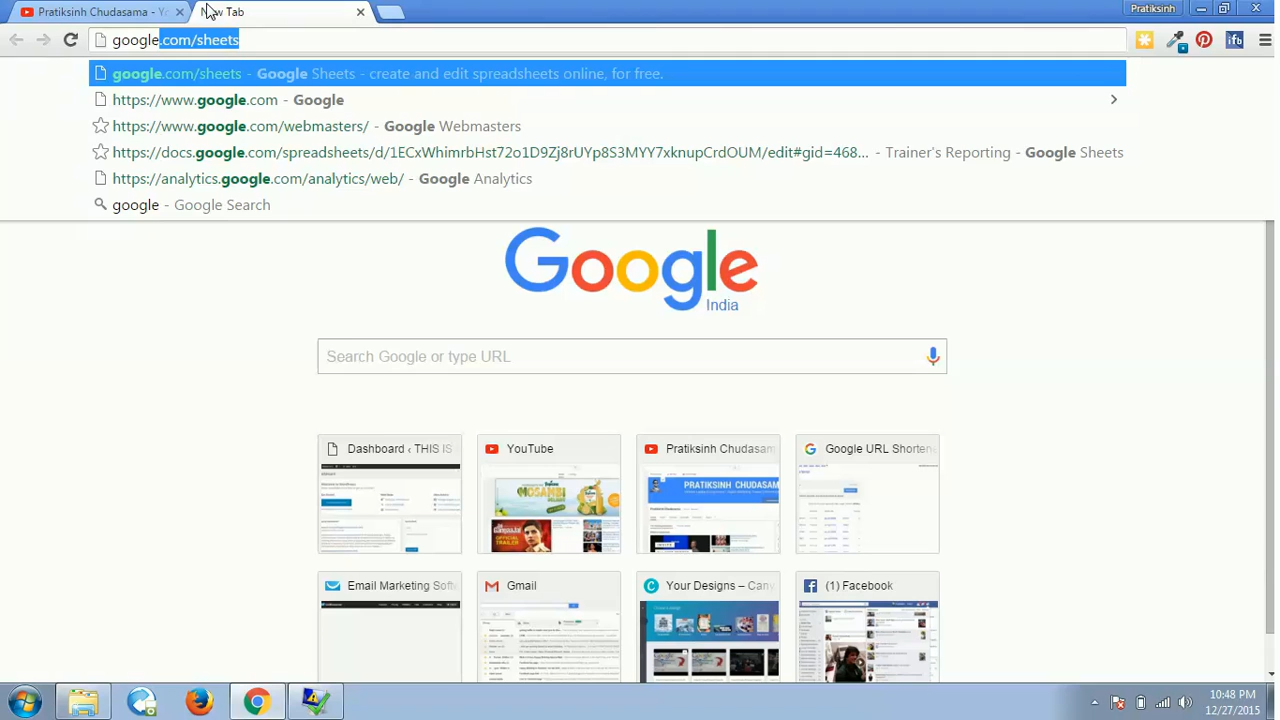 Pratiksinh Chudasama - Y
New Tab
Pratiksinh
google.com/sheets
google.com/sheets - Google Sheets - create and edit spreadsheets online, for free.
https://www.google.com - Google
https://www.google.com/webmasters/ - Google Webmasters
https://docs.google.com/spreadsheets/d/1ECxWhimrbHst72o1D9Zj8rUYp8S3MYY7xknupCrdOUM/edit#gid=468... - Trainer's Reporting - Google Sheets
https://analytics.google.com/analytics/web/ - Google Analytics
google - Google Search
Google
India
Search Google or type URL
Dashboard ‹ THIS IS
YouTube
Pratiksinh Chudasam
Google URL Shorten
Email Marketing Soft
Gmail
Your Designs – Can
(1) Facebook
10:48 PM
12/27/2015